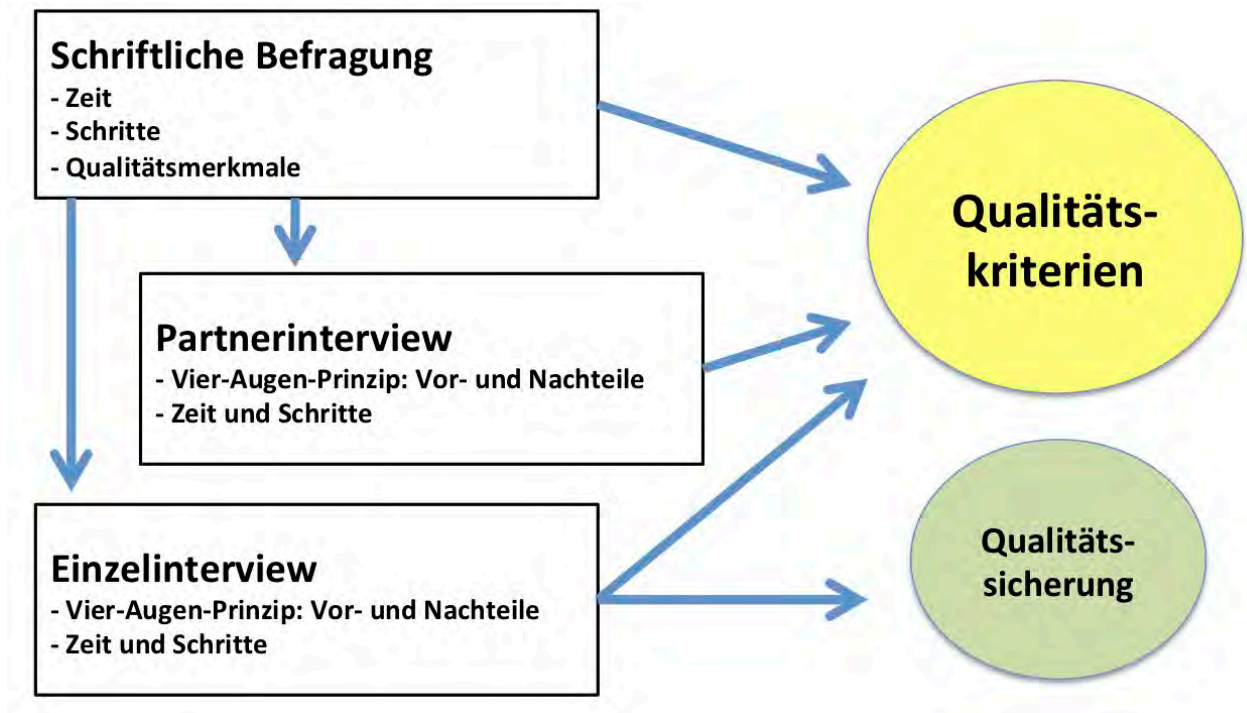 Schriftliche Befragung
- Zeit
- Schritte
- Qualitätsmerkmale
Partnerinterview
- Vier-Augen-Prinzip: Vor- und Nachteile
- Zeit und Schritte
Einzelinterview
- Vier-Augen-Prinzip: Vor- und Nachteile
- Zeit und Schritte
Qualitäts-
kriterien
Qualitäts-
sicherung